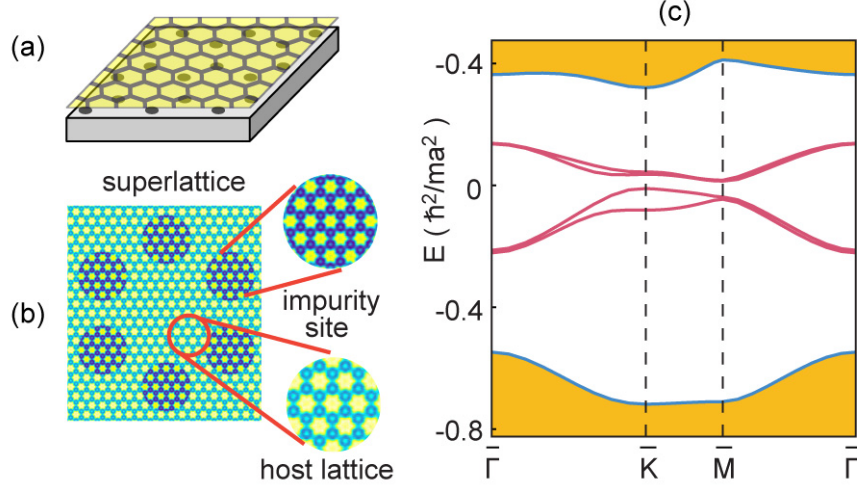 (a)
superlattice
(b)
impurity
site
host lattice
(c)
E ( ℏ²/ma² )
-0.4
0
-0.4
-0.8
Γ̅ K̅ M̅ Γ̅